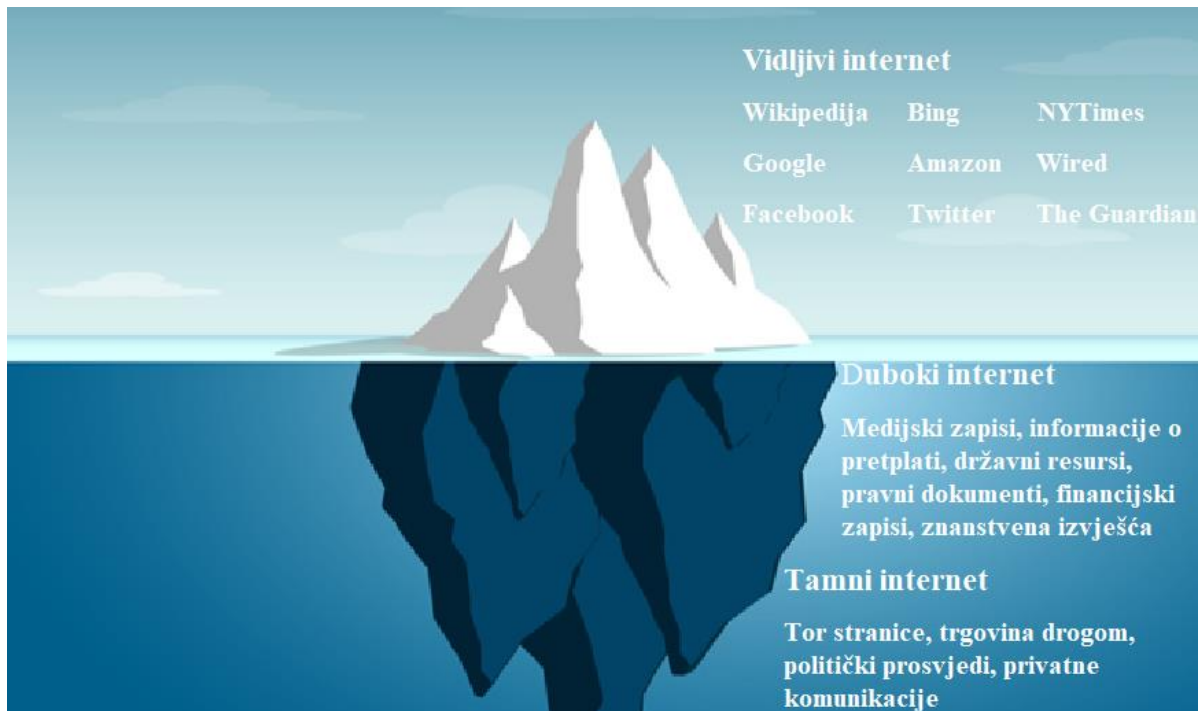 Vidljivi internet
Wikipedija Bing NYTimes
Google Amazon Wired
Facebook Twitter The Guardian
Duboki internet
Medijski zapisi, informacije o
pretplati, državni resursi,
pravni dokumenti, financijski
zapisi, znanstvena izvješća
Tamni internet
Tor stranice, trgovina drogom,
politički prosvjedi, privatne
komunikacije